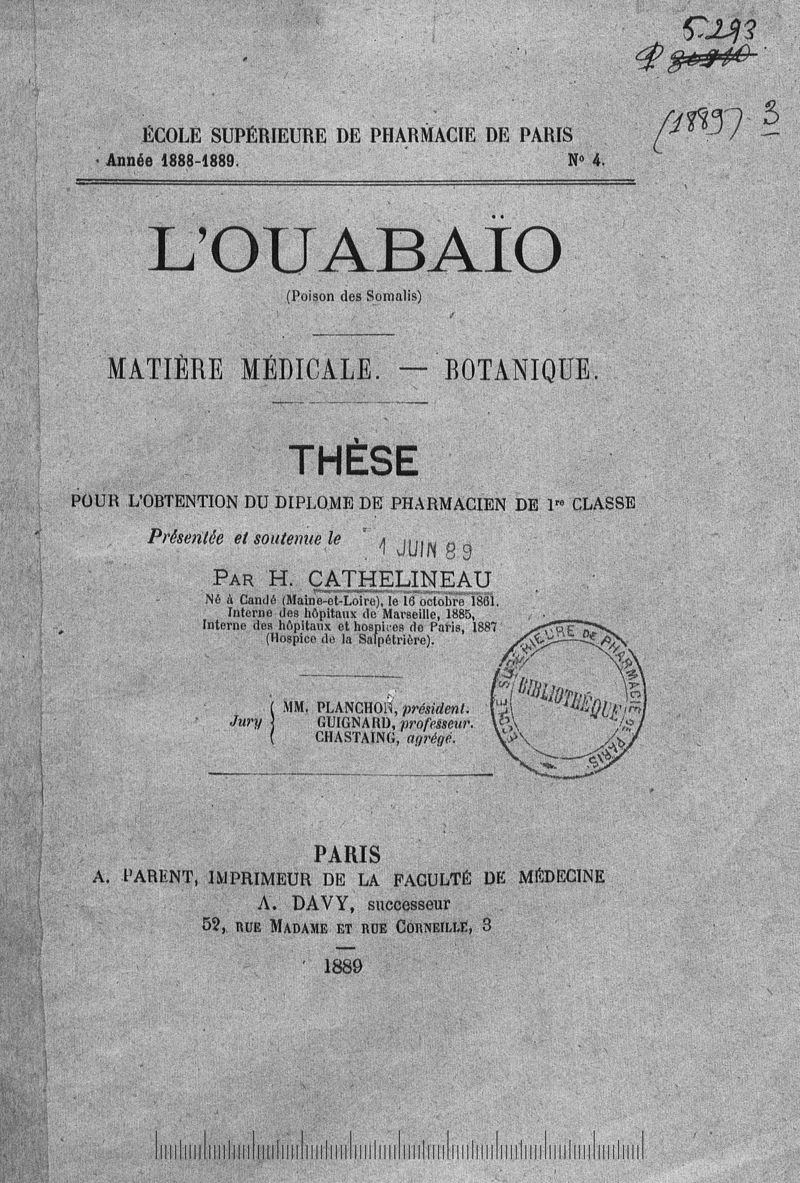 5.293
(1889) 3
ÉCOLE SUPÉRIEURE DE PHARMACIE DE PARIS
Année 1888-1889. Nº 4.
L'OUABAÏO
(Poison des Somalis)
MATIÈRE MÉDICALE. — BOTANIQUE.
THÈSE
POUR L'OBTENTION DU DIPLOME DE PHARMACIEN DE 1re CLASSE
Présentée et soutenue le 1 JUIN 89
PAR H. CATHELINEAU
Né à Candé (Maine-et-Loire), le 16 octobre 1861.
Interne des hôpitaux de Marseille, 1885,
Interne des hôpitaux et hospices de Paris, 1887
(Hospice de la Salpétrière).
ÉCOLE SUPÉRIEURE DE PHARMACIE DE PARIS.
BIBLIOTHÈQUE
Jury { MM. PLANCHON, président.
GUIGNARD, professeur.
CHASTAING, agrégé.
PARIS
A. PARENT, IMPRIMEUR DE LA FACULTÉ DE MÉDECINE
A. DAVY, successeur
52, RUE MADAME ET RUE CORNEILLE, 3
1889